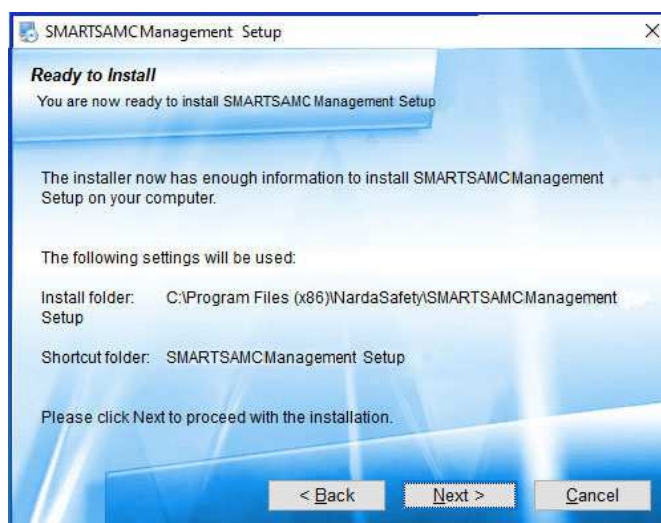 SMARTSAMCManagement Setup
Ready to Install
You are now ready to install SMARTSAMC Management Setup
The installer now has enough information to install SMARTSAMCManagement
Setup on your computer.
The following settings will be used:
Install folder: C:\Program Files (x86)\NardaSafety\SMARTSAMCManagement
Setup
Shortcut folder: SMARTSAMCManagement Setup
Please click Next to proceed with the installation.
< Back Next > Cancel